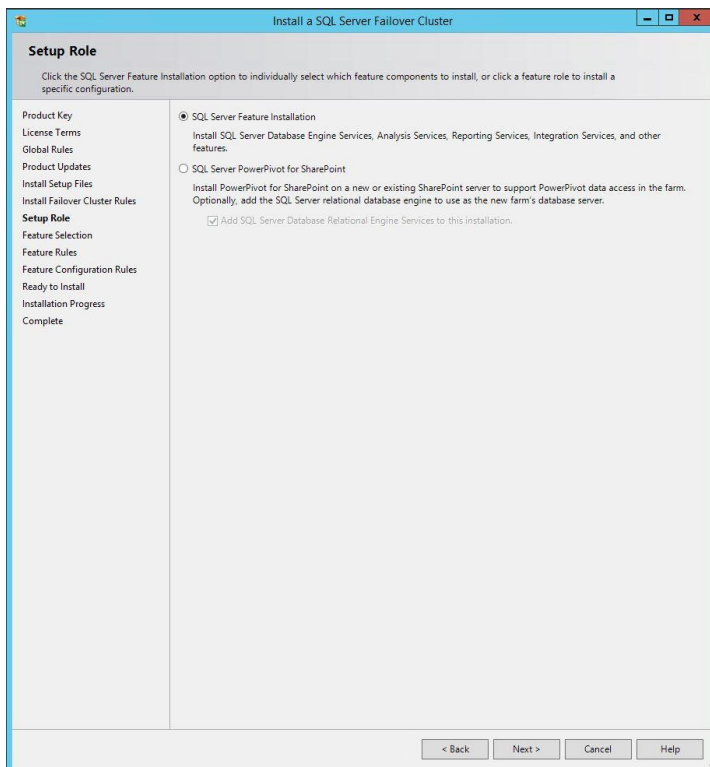 Install a SQL Server Failover Cluster
Setup Role
Click the SQL Server Feature Installation option to individually select which feature components to install, or click a feature role to install a
specific configuration.
Product Key
License Terms
Global Rules
Product Updates
Install Setup Files
Install Failover Cluster Rules
Setup Role
Feature Selection
Feature Rules
Feature Configuration Rules
Ready to Install
Installation Progress
Complete
SQL Server Feature Installation
Install SQL Server Database Engine Services, Analysis Services, Reporting Services, Integration Services, and other
features.
SQL Server PowerPivot for SharePoint
Install PowerPivot for SharePoint on a new or existing SharePoint server to support PowerPivot data access in the farm.
Optionally, add the SQL Server relational database engine to use as the new farm's database server.
Add SQL Server Database Relational Engine Services to this installation.
< Back
Next >
Cancel
Help